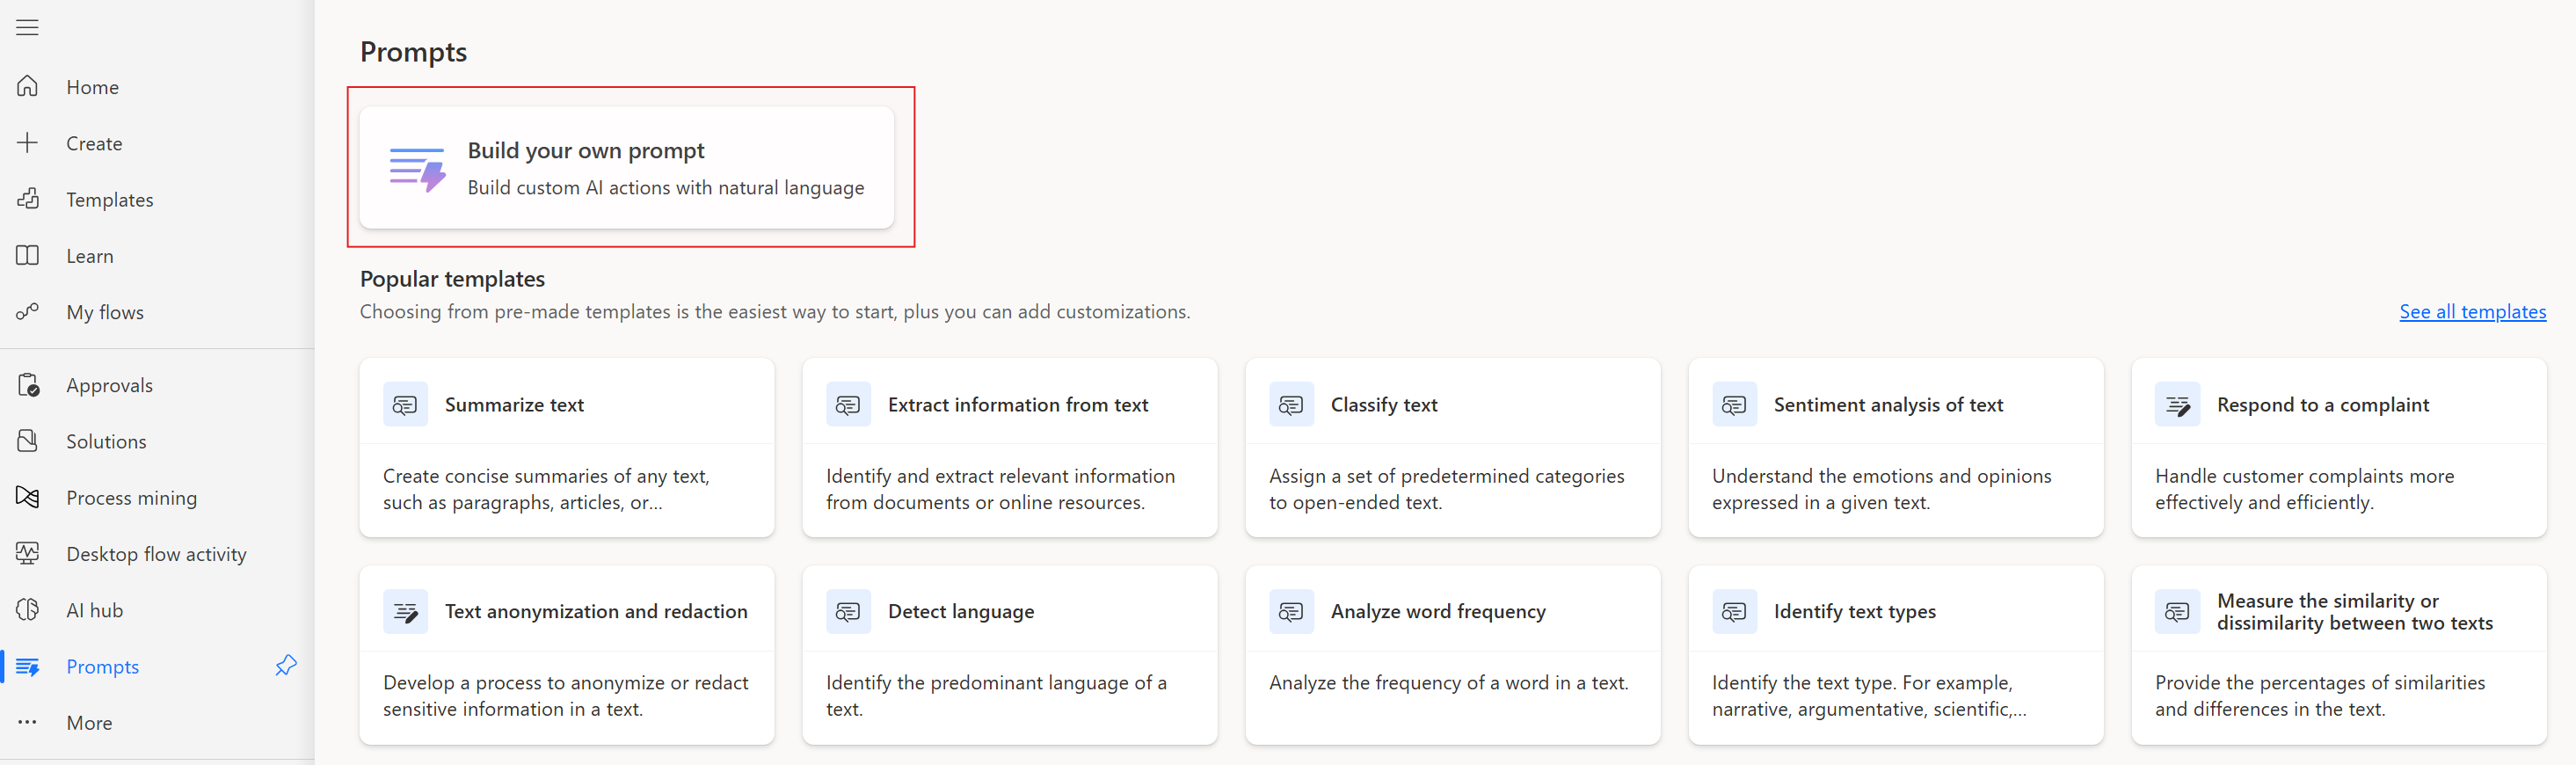 Home
Create
Templates
Learn
My flows
Approvals
Solutions
Process mining
Desktop flow activity
AI hub
Prompts
More
Prompts
Build your own prompt
Build custom AI actions with natural language
Popular templates
Choosing from pre-made templates is the easiest way to start, plus you can add customizations.
See all templates
Summarize text
Create concise summaries of any text,
such as paragraphs, articles, or...
Extract information from text
Identify and extract relevant information
from documents or online resources.
Classify text
Assign a set of predetermined categories
to open-ended text.
Sentiment analysis of text
Understand the emotions and opinions
expressed in a given text.
Respond to a complaint
Handle customer complaints more
effectively and efficiently.
Text anonymization and redaction
Develop a process to anonymize or redact
sensitive information in a text.
Detect language
Identify the predominant language of a
text.
Analyze word frequency
Analyze the frequency of a word in a text.
Identify text types
Identify the text type. For example,
narrative, argumentative, scientific,...
Measure the similarity or
dissimilarity between two texts
Provide the percentages of similarities
and differences in the text.